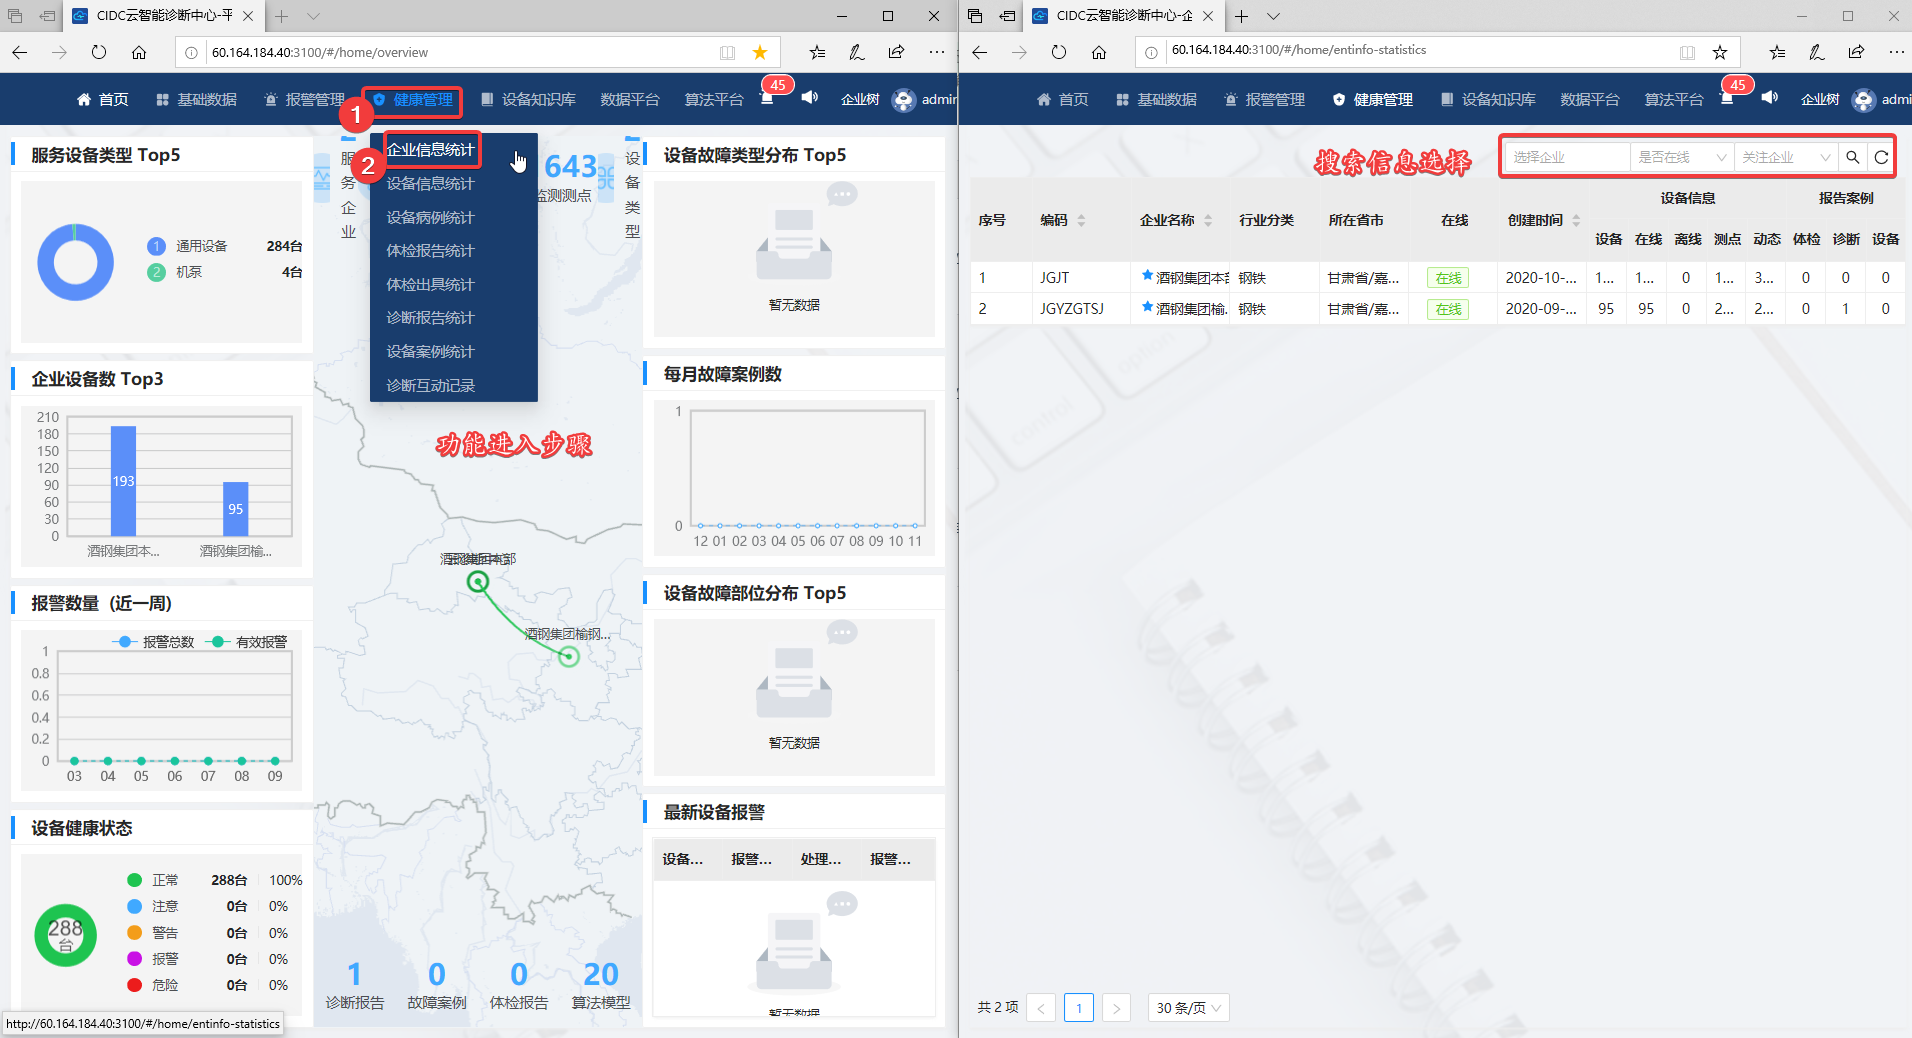 CIDC云智能诊断中心-平
60.164.184.40:3100/#/home/overview
首页
基础数据
报警管理
健康管理
设备知识库
数据平台
算法平台
45
企业树
admin
1
2
企业信息统计
设备信息统计
设备病例统计
体检报告统计
体检出具统计
诊断报告统计
设备案例统计
诊断互动记录
功能进入步骤
服务设备类型 Top5
1 通用设备 284台
2 机泵 4台
企业设备数 Top3
210
180
150
120
90
60
30
0
193
95
酒钢集团本...
酒钢集团榆...
报警数量（近一周)
报警总数 有效报警
1
0.8
0.6
0.4
0.2
0
03 04 05 06 07 08 09
设备健康状态
288
台
正常 288台 100%
注意 0台 0%
警告 0台 0%
报警 0台 0%
危险 0台 0%
http://60.164.184.40:3100/#/home/entinfo-statistics
服务企业
643
监测测点
设备类型
酒钢集团榆钢...
1
诊断报告
0
故障案例
0
体检报告
20
算法模型
设备故障类型分布 Top5
暂无数据
每月故障案例数
1
0
12 01 02 03 04 05 06 07 08 09 10 11
设备故障部位分布 Top5
暂无数据
最新设备报警
设备... 报警... 处理... 报警...
暂无数据
CIDC云智能诊断中心-企
60.164.184.40:3100/#/home/entinfo-statistics
首页
基础数据
报警管理
健康管理
设备知识库
数据平台
算法平台
45
企业树
admi
搜索信息选择
选择企业
是否在线
关注企业
设备信息 报告案例
序号 编码 企业名称 行业分类 所在省市 在线 创建时间
设备 在线 离线 测点 动态 体检 诊断 设备
1 JGJT 酒钢集团本部 钢铁 甘肃省/嘉... 在线 2020-10-... 1... 1... 0 1... 3... 0 0 0
2 JGYZGTSJ 酒钢集团榆. 钢铁 甘肃省/嘉... 在线 2020-09-... 95 95 0 2... 2... 0 1 0
共 2 项
1
30 条/页